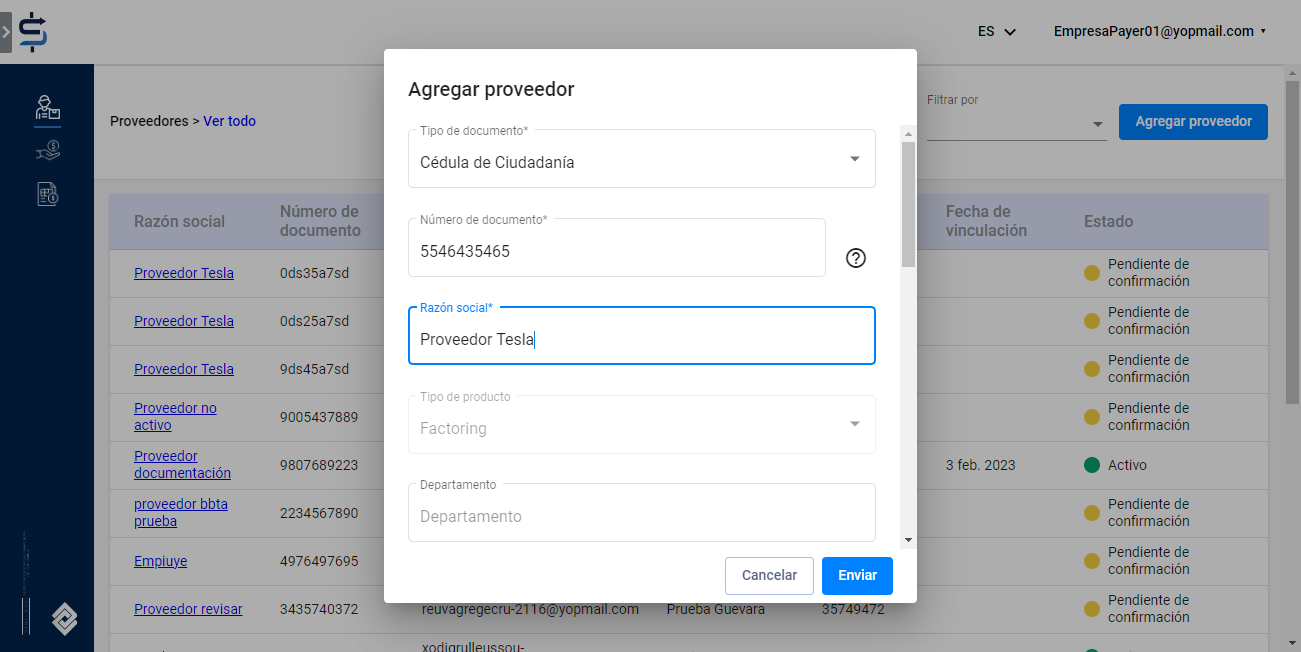 ES
EmpresaPayer01@yopmail.com
Proveedores > Ver todo
Filtrar por
Agregar proveedor
Agregar proveedor
Tipo de documento*
Cédula de Ciudadanía
Número de documento*
5546435465
Razón social*
Proveedor Tesla
Tipo de producto
Factoring
Departamento
Departamento
Cancelar
Enviar
Razón social
Número de
documento
Fecha de
vinculación
Estado
Proveedor Tesla
0ds35a7sd
Pendiente de
confirmación
Proveedor Tesla
0ds25a7sd
Pendiente de
confirmación
Proveedor Tesla
9ds45a7sd
Pendiente de
confirmación
Proveedor no
activo
9005437889
Pendiente de
confirmación
Proveedor
documentación
9807689223
3 feb. 2023
Activo
proveedor bbta
prueba
2234567890
Pendiente de
confirmación
Empiuye
4976497695
Pendiente de
confirmación
Proveedor revisar
3435740372
reuvagregecru-2116@yopmail.com
Prueba Guevara
35749472
Pendiente de
confirmación
xodigrulleussou-